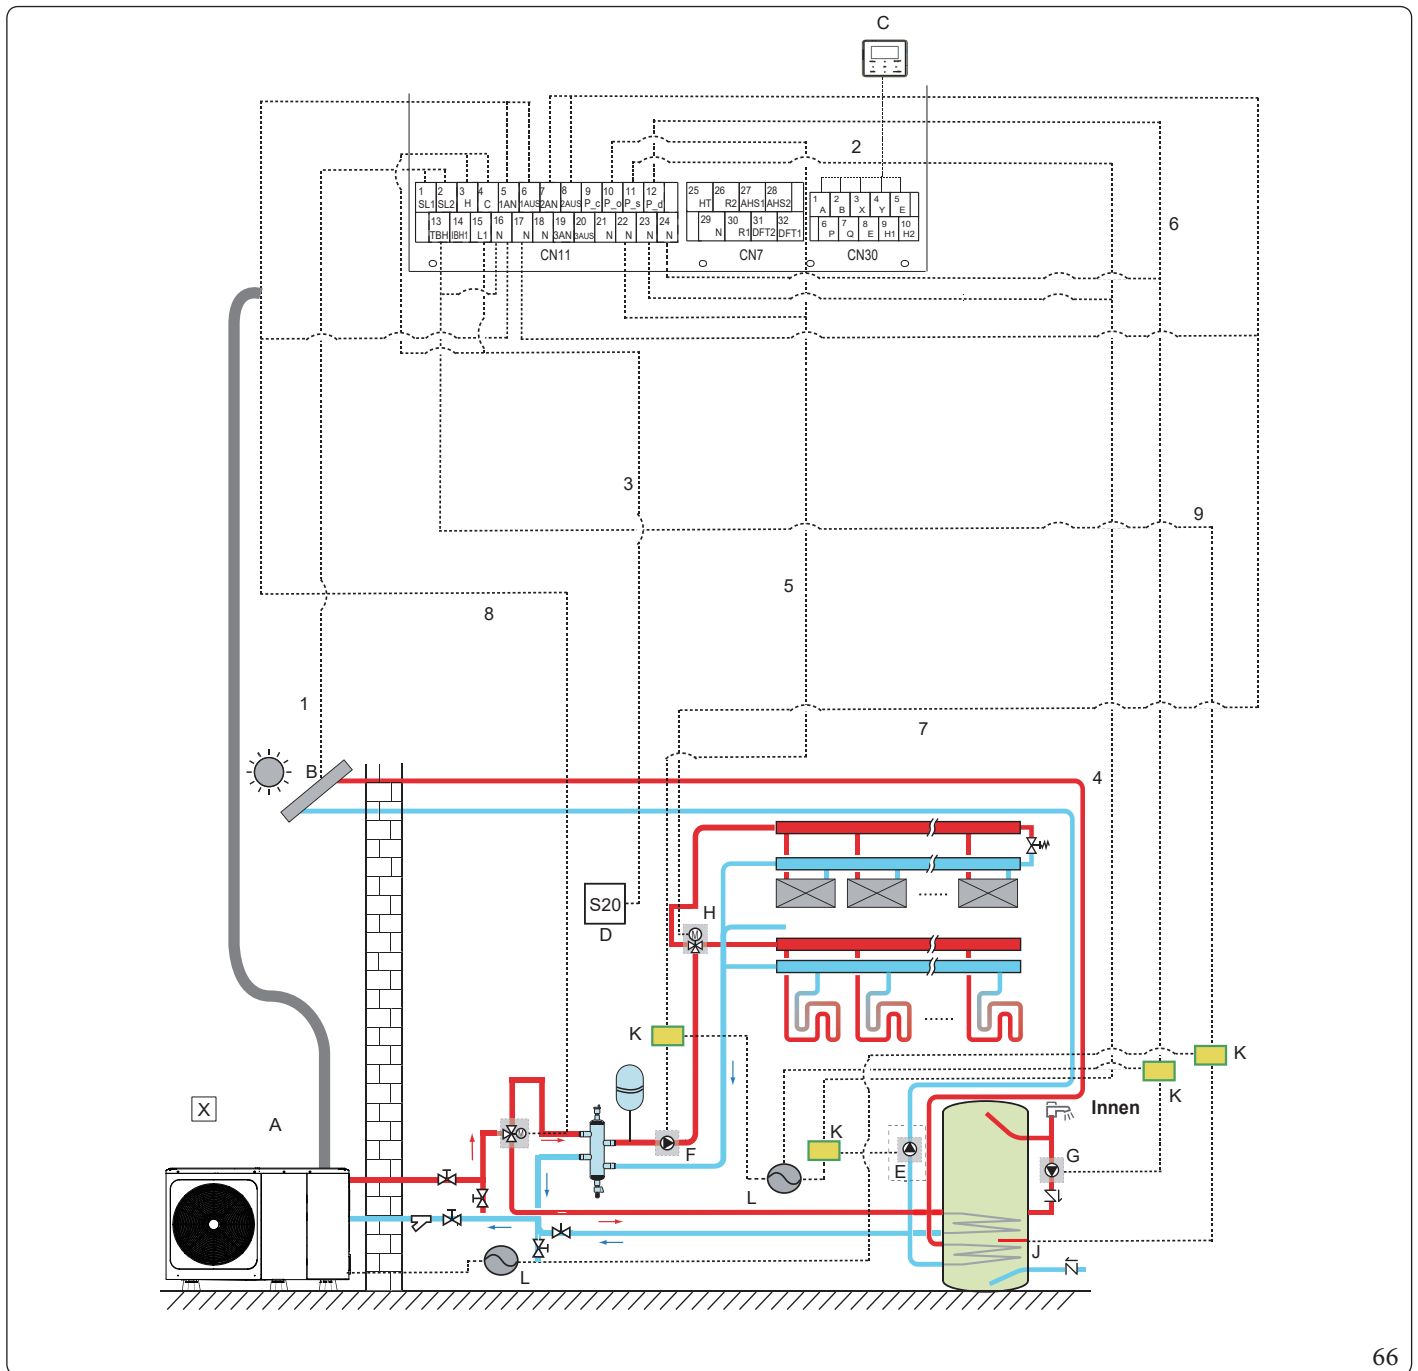 C
2
6
1 2 3 4 5 6 7 8 9 10 11 12
SL1 SL2 H C 1AN 1AUS 2AN 2AUS P_c P_o P_s P_d
13 14 15 16 17 18 19 20 21 22 23 24
TBH IBH1 L1 N N N 3AN 3AUS N N N N
CN11
25 26 27 28
HT R2 AHS1 AHS2
29 30 31 32
N R1 DFT2 DFT1
CN7
1 2 3 4 5
A B X Y E
6 7 8 9 10
P Q E H1 H2
CN30
3
9
5
8
1
7
B
4
S20
D
H
K
K
K
Innen
X
A
K
F
E
G
L
J
L
66